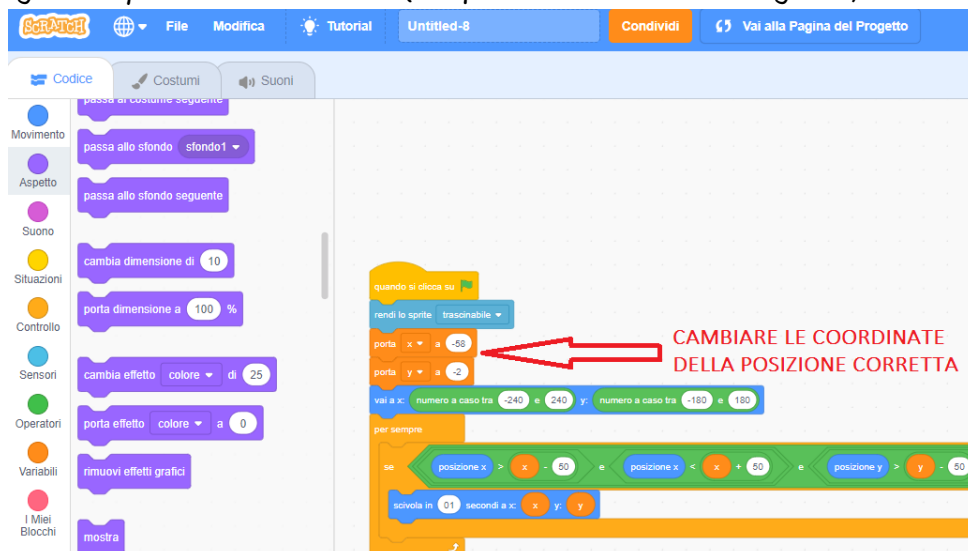 SCRATCH File Modifica Tutorial Untitled-8 Condividi Vai alla Pagina del Progetto
Codice Costumi Suoni
Movimento
Aspetto
Suono
Situazioni
Controllo
Sensori
Operatori
Variabili
I Miei
Blocchi
passa al costume seguente
passa allo sfondo sfondo1
passa allo sfondo seguente
cambia dimensione di 10
porta dimensione a 100 %
cambia effetto colore di 25
porta effetto colore a 0
rimuovi effetti grafici
mostra
quando si clicca su
rendi lo sprite trascinabile
porta x a -58
porta y a -2
vai a x: numero a caso tra -240 e 240 y: numero a caso tra -180 e 180
per sempre
se posizione x > x - 50 e posizione x < x + 50 e posizione y > y - 50
scivola in 01 secondi a x: x y: y
CAMBIARE LE COORDINATE
DELLA POSIZIONE CORRETTA